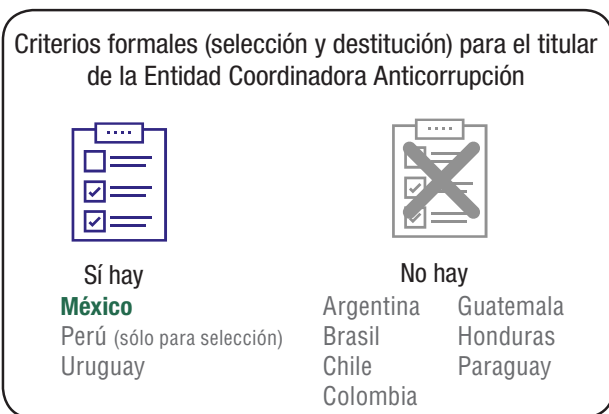 Criterios formales (selección y destitución) para el titular
de la Entidad Coordinadora Anticorrupción
Sí hay
México
Perú (sólo para selección)
Uruguay
No hay
Argentina
Brasil
Chile
Colombia
Guatemala
Honduras
Paraguay